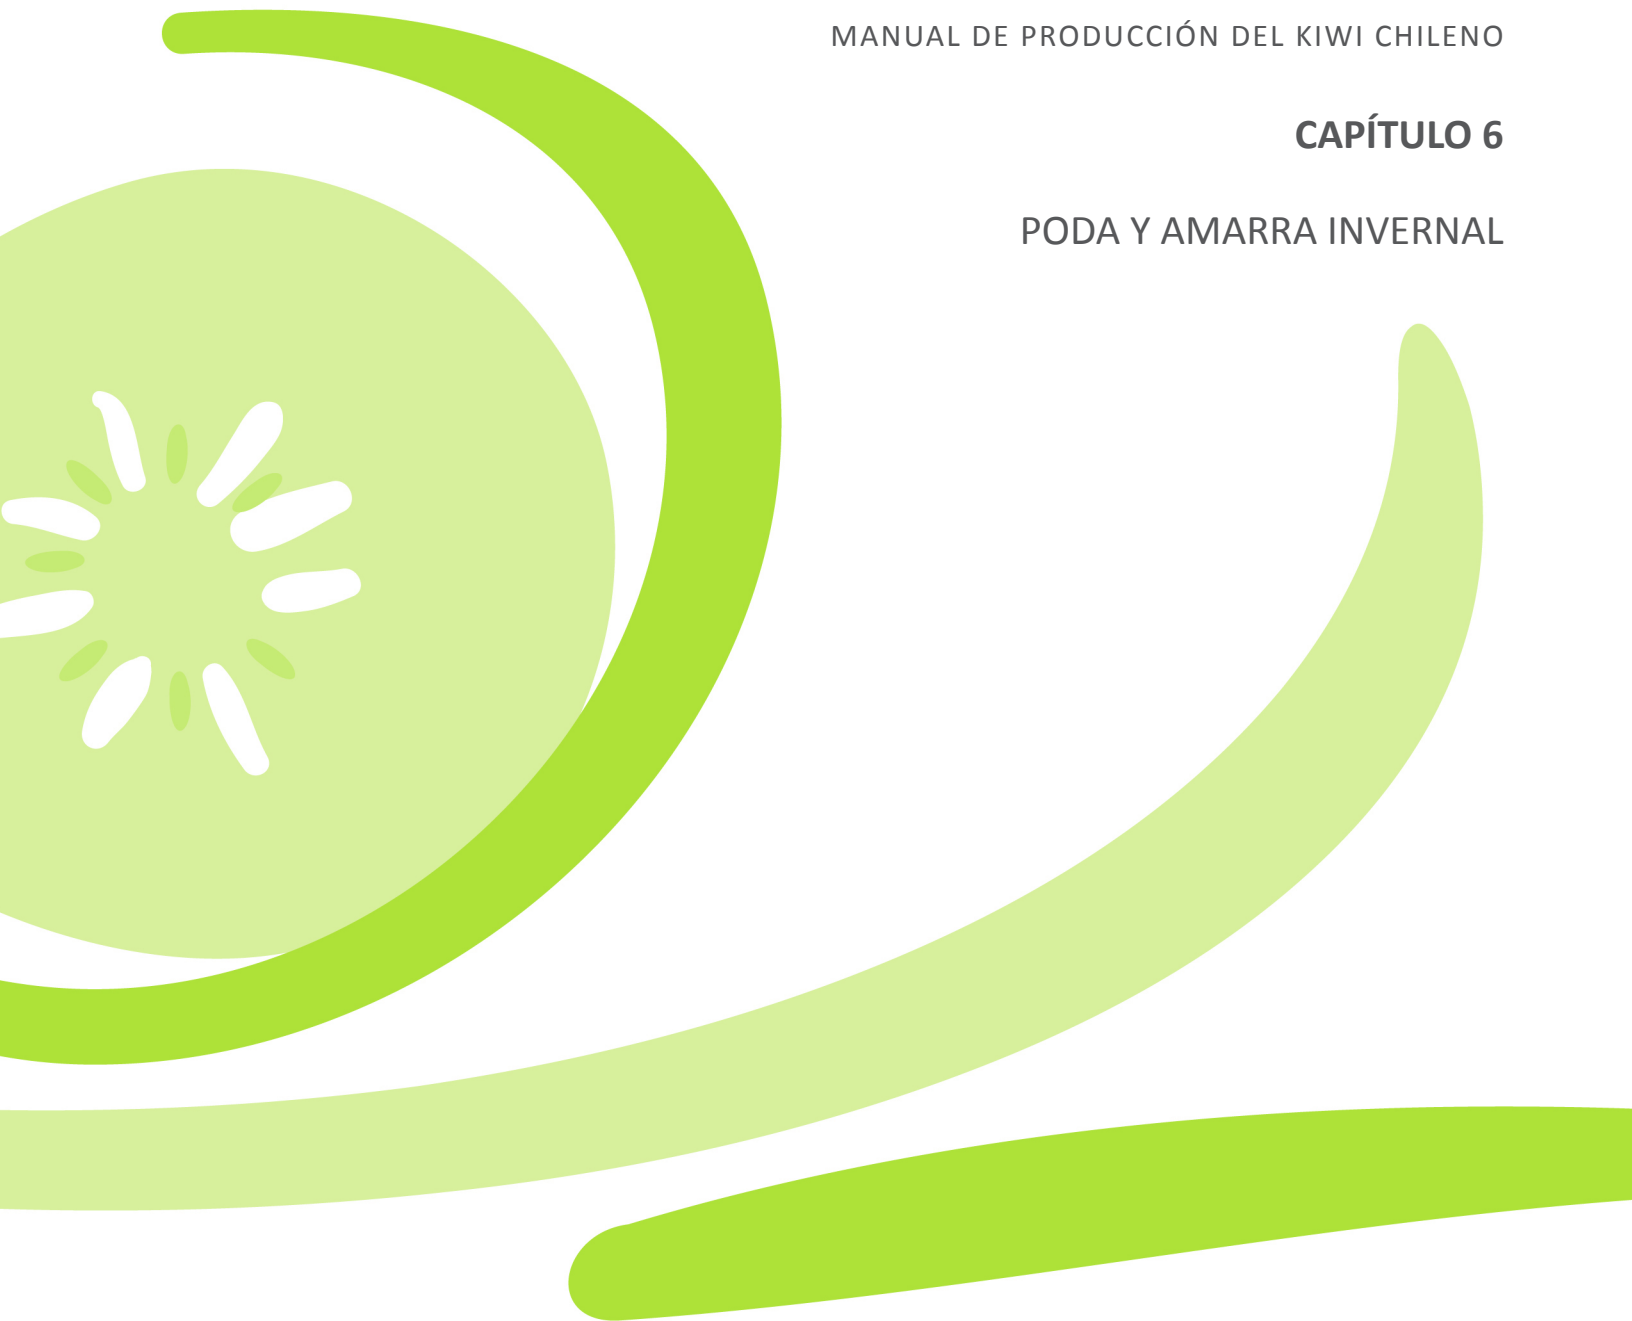 MANUAL DE PRODUCCIÓN DEL KIWI CHILENO
CAPÍTULO 6
PODA Y AMARRA INVERNAL